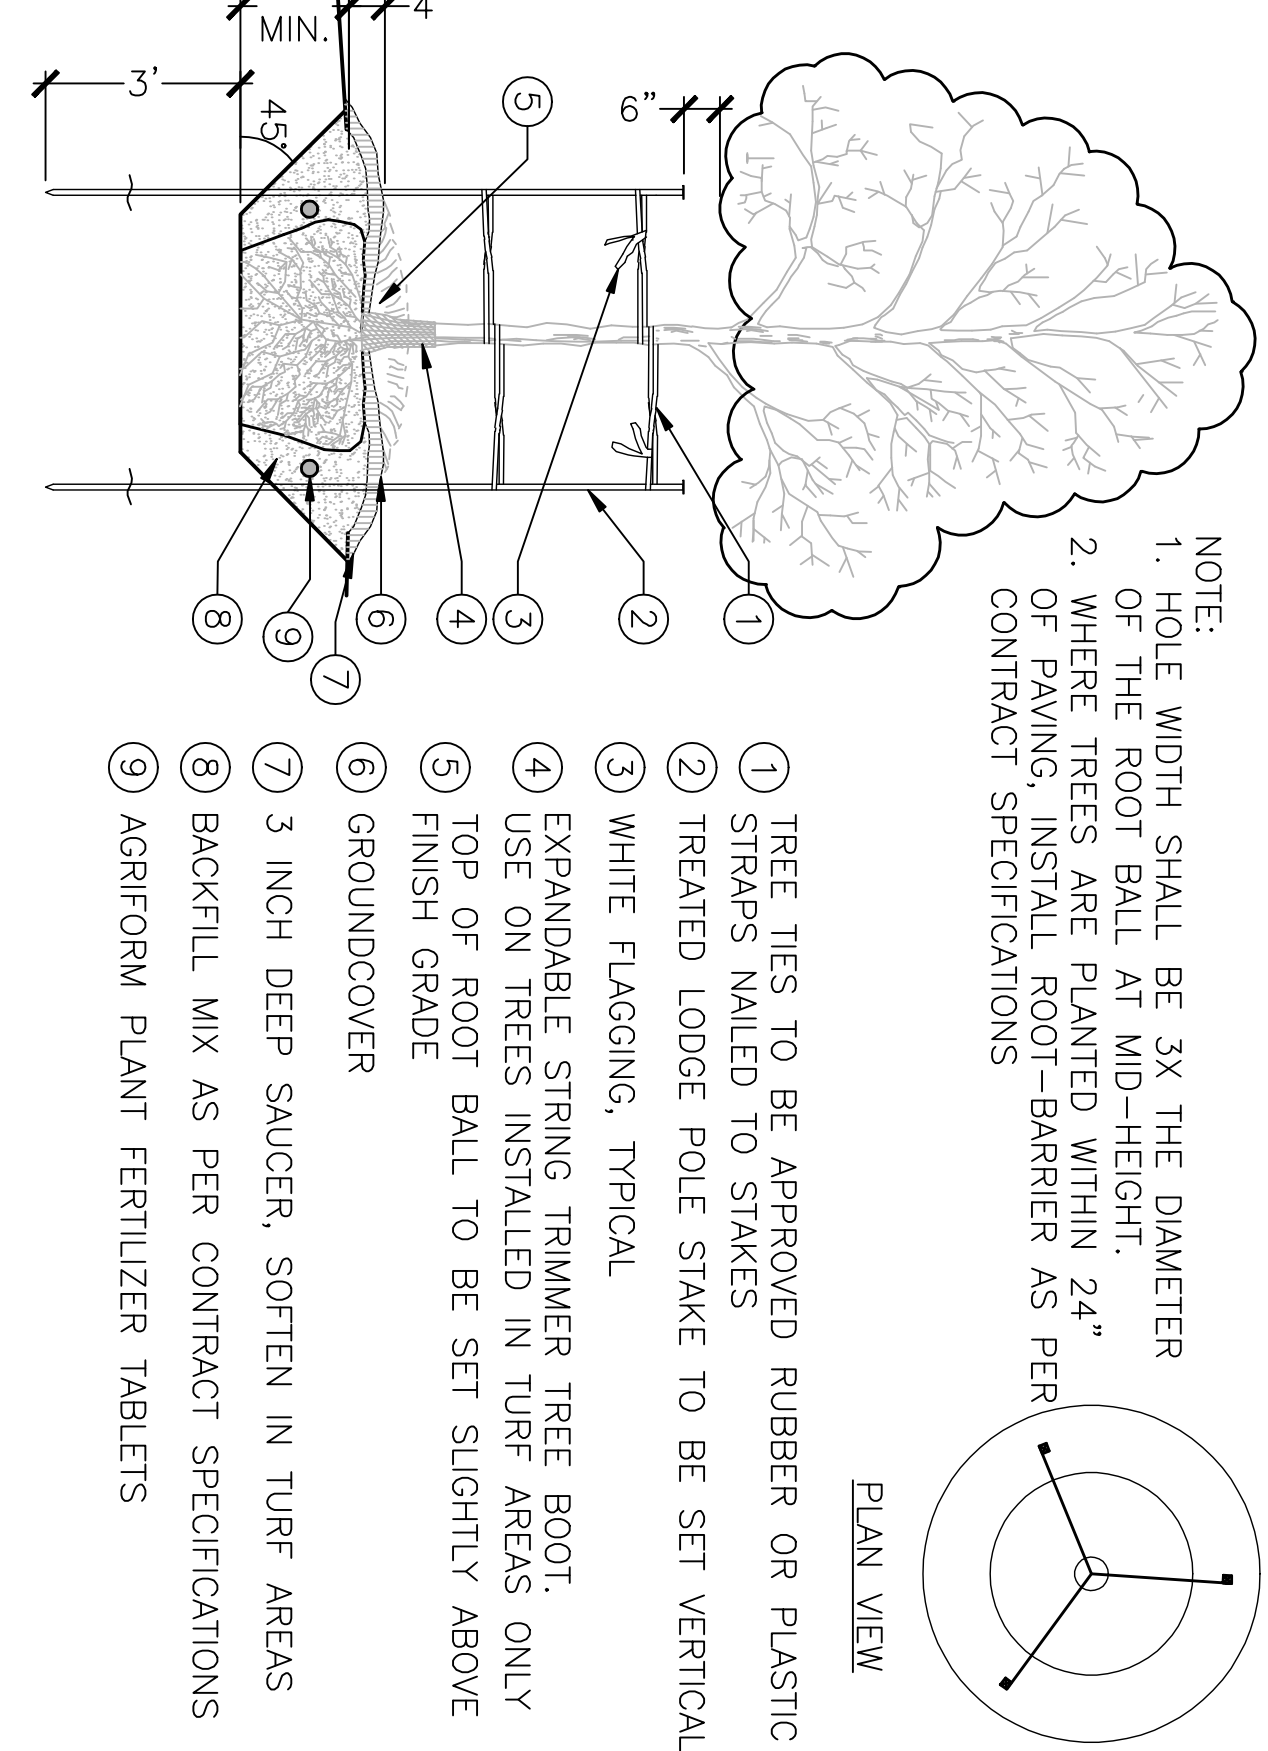 NOTE:
1. HOLE WIDTH SHALL BE 3X THE DIAMETER
OF THE ROOT BALL AT MID-HEIGHT.
2. WHERE TREES ARE PLANTED WITHIN 24"
OF PAVING, INSTALL ROOT-BARRIER AS PER
CONTRACT SPECIFICATIONS
PLAN VIEW
6"
4
MIN.
3'
45°
5
1
2
3
4
6
7
9
8
1 TREE TIES TO BE APPROVED RUBBER OR PLASTIC
STRAPS NAILED TO STAKES
2 TREATED LODGE POLE STAKE TO BE SET VERTICAL
3 WHITE FLAGGING, TYPICAL
4 EXPANDABLE STRING TRIMMER TREE BOOT.
USE ON TREES INSTALLED IN TURF AREAS ONLY
5 TOP OF ROOT BALL TO BE SET SLIGHTLY ABOVE
FINISH GRADE
6 GROUNDCOVER
7 3 INCH DEEP SAUCER, SOFTEN IN TURF AREAS
8 BACKFILL MIX AS PER CONTRACT SPECIFICATIONS
9 AGRIFORM PLANT FERTILIZER TABLETS